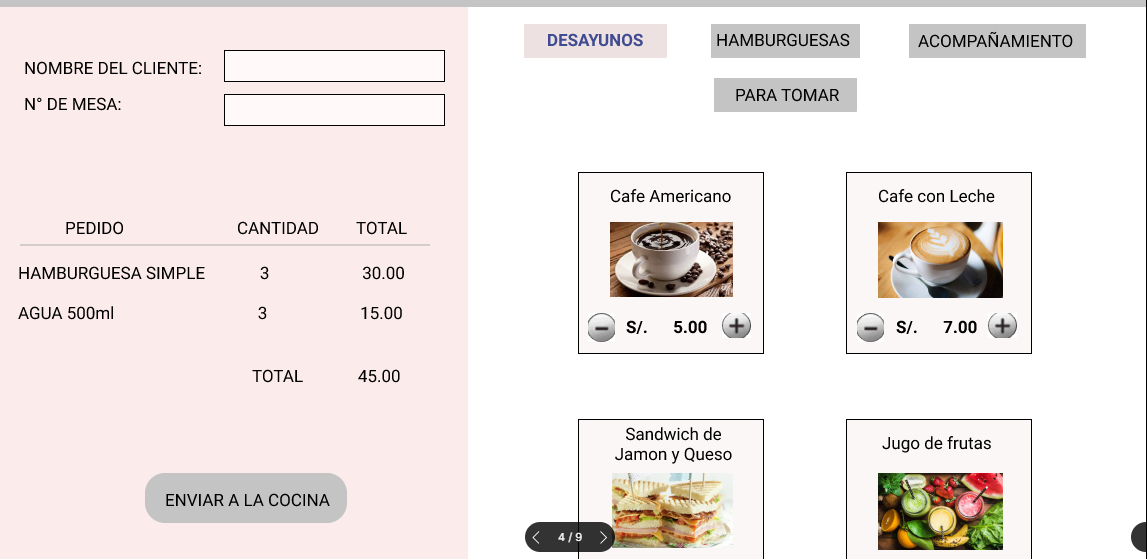 NOMBRE DEL CLIENTE:
N° DE MESA:
PEDIDO CANTIDAD TOTAL
HAMBURGUESA SIMPLE 3 30.00
AGUA 500ml 3 15.00
TOTAL 45.00
ENVIAR A LA COCINA
DESAYUNOS HAMBURGUESAS ACOMPAÑAMIENTO
PARA TOMAR
Cafe Americano
S/. 5.00
Cafe con Leche
S/. 7.00
Sandwich de
Jamon y Queso
Jugo de frutas
4 / 9